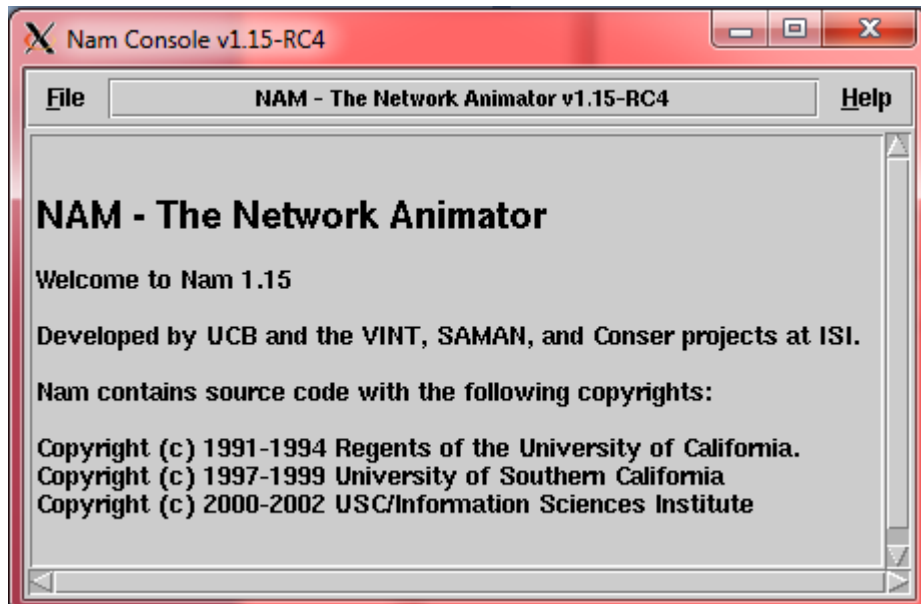 Nam Console v1.15-RC4
File NAM - The Network Animator v1.15-RC4 Help
NAM - The Network Animator
Welcome to Nam 1.15
Developed by UCB and the VINT, SAMAN, and Conser projects at ISI.
Nam contains source code with the following copyrights:
Copyright (c) 1991-1994 Regents of the University of California.
Copyright (c) 1997-1999 University of Southern California
Copyright (c) 2000-2002 USC/Information Sciences Institute